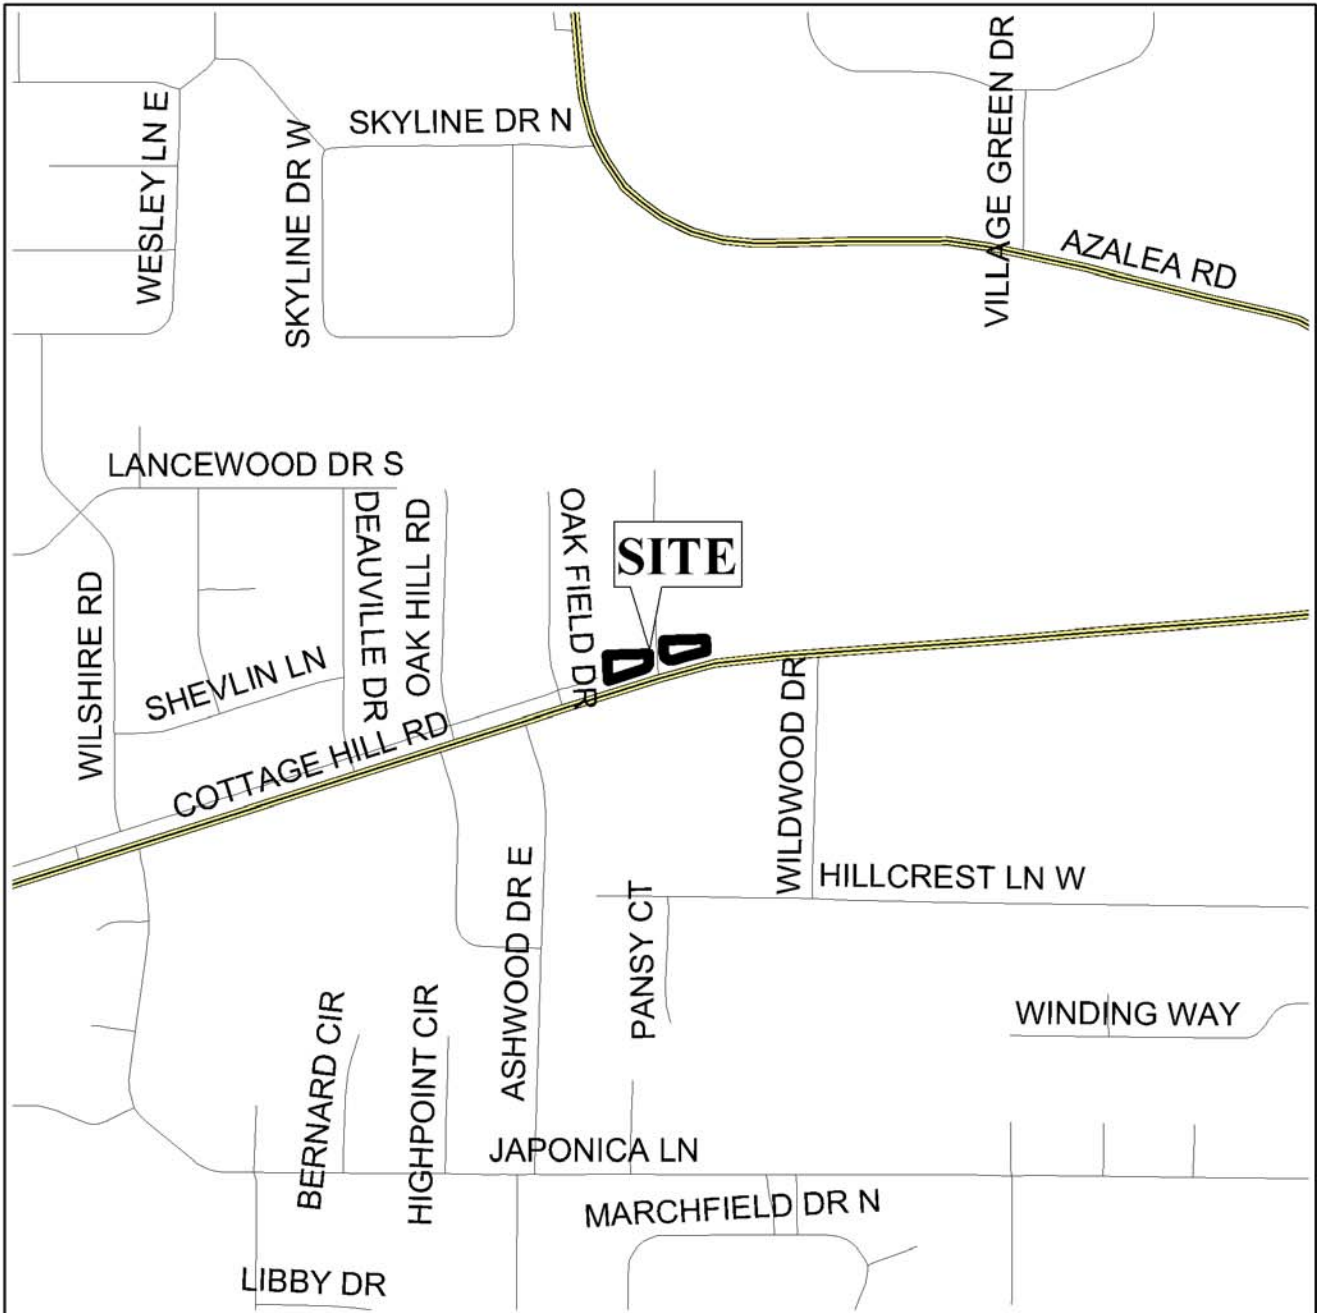 VILLAGE GREEN DR
SKYLINE DR N
WESLEY LN E
SKYLINE DR W
AZALEA RD
LANCEWOOD DR S
DEAUVILLE DR
OAK HILL RD
OAK FIELD DR
SITE
WILSHIRE RD
SHEVLIN LN
COTTAGE HILL RD
WILDWOOD DR
HILLCREST LN W
ASHWOOD DR E
PANSY CT
BERNARD CIR
HIGHPOINT CIR
WINDING WAY
JAPONICA LN
MARCHFIELD DR N
LIBBY DR